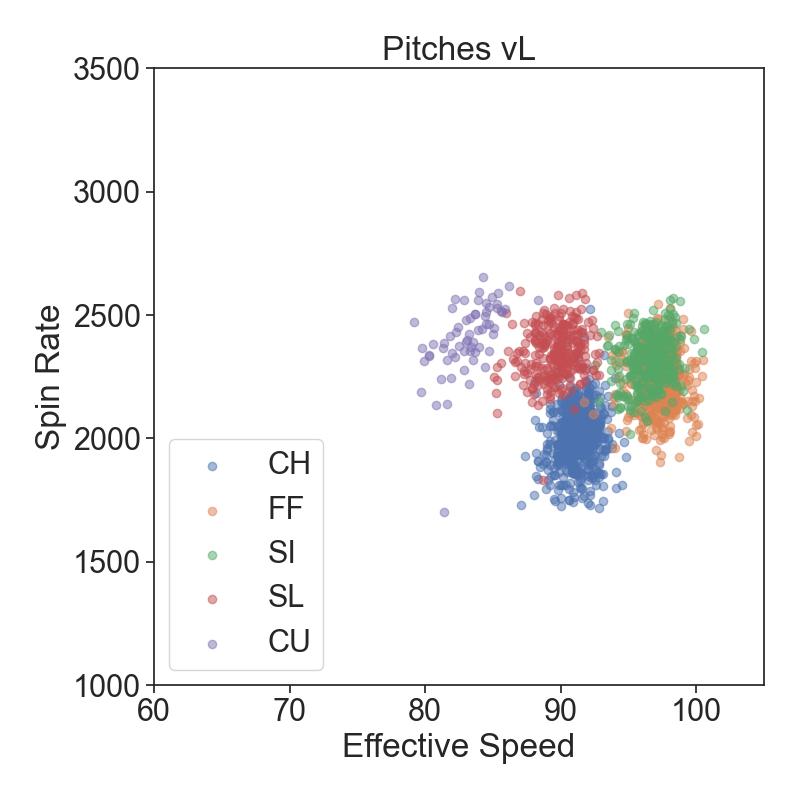 Pitches vL
3500
3000
2500
2000
1500
1000
Spin Rate
CH
FF
SI
SL
CU
60 70 80 90 100
Effective Speed